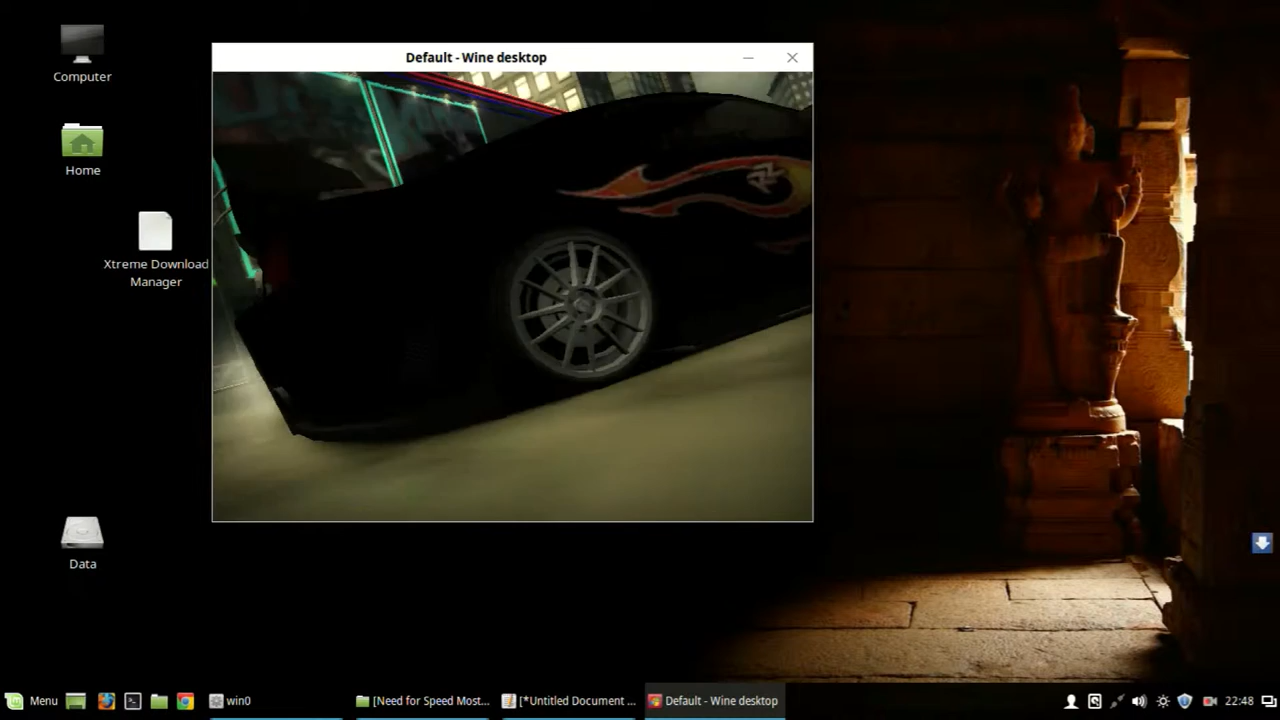 Default - Wine desktop
Computer
Home
Xtreme Download
Manager
Data
Menu
win0
[Need for Speed Most...
[*Untitled Document ...
Default - Wine desktop
22:48